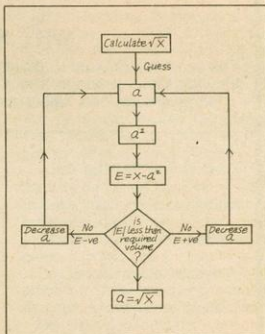 Calculate √X
Guess
a
a²
E=X-a²
is
|E| less than
required
volume
?
No
E-ve
Decrease
a
No
E+ve
Decrease
a
a=√X